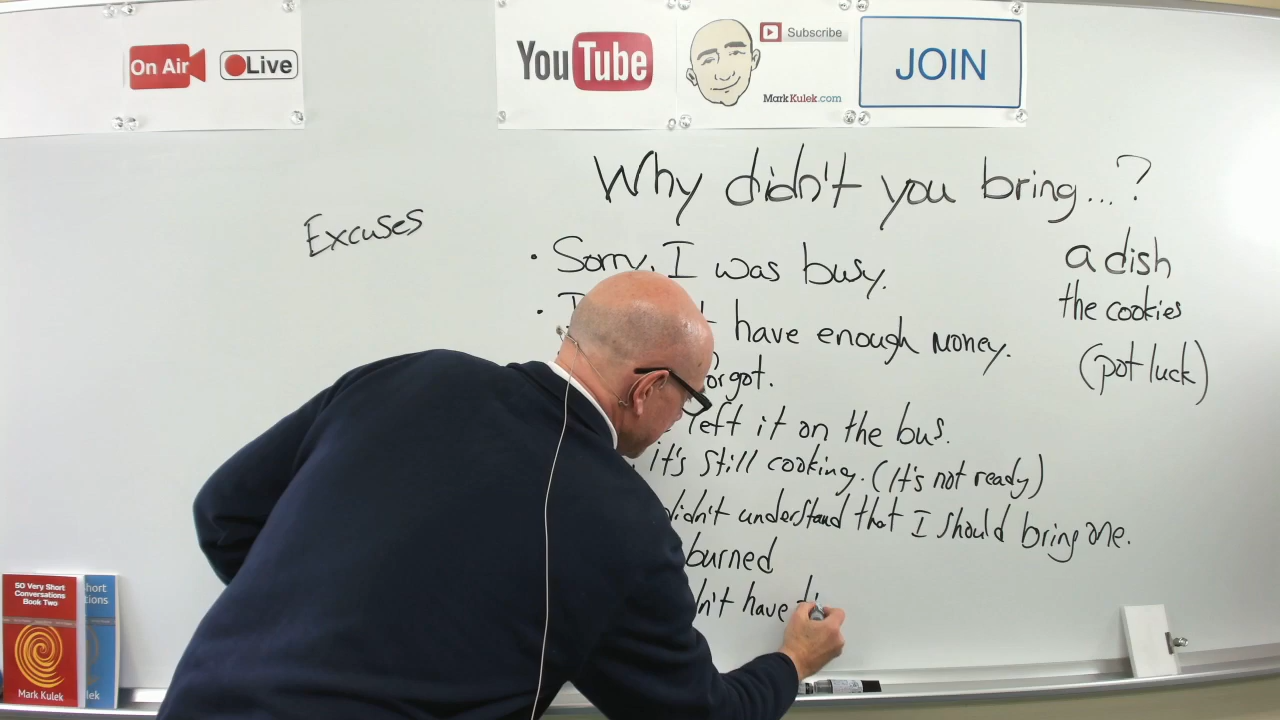 On Air
Live
YouTube
Subscribe
MarkKulek.com
JOIN
Why didn't you bring...?
Excuses
• Sorry, I was busy.
• have enough money.
forgot.
left it on the bus.
it's still cooking. (It's not ready)
didn't understand that I should bring one.
burned
have
a dish
the cookies
(pot luck)
50 Very Short
Conversations
Book Two
Mark Kulek